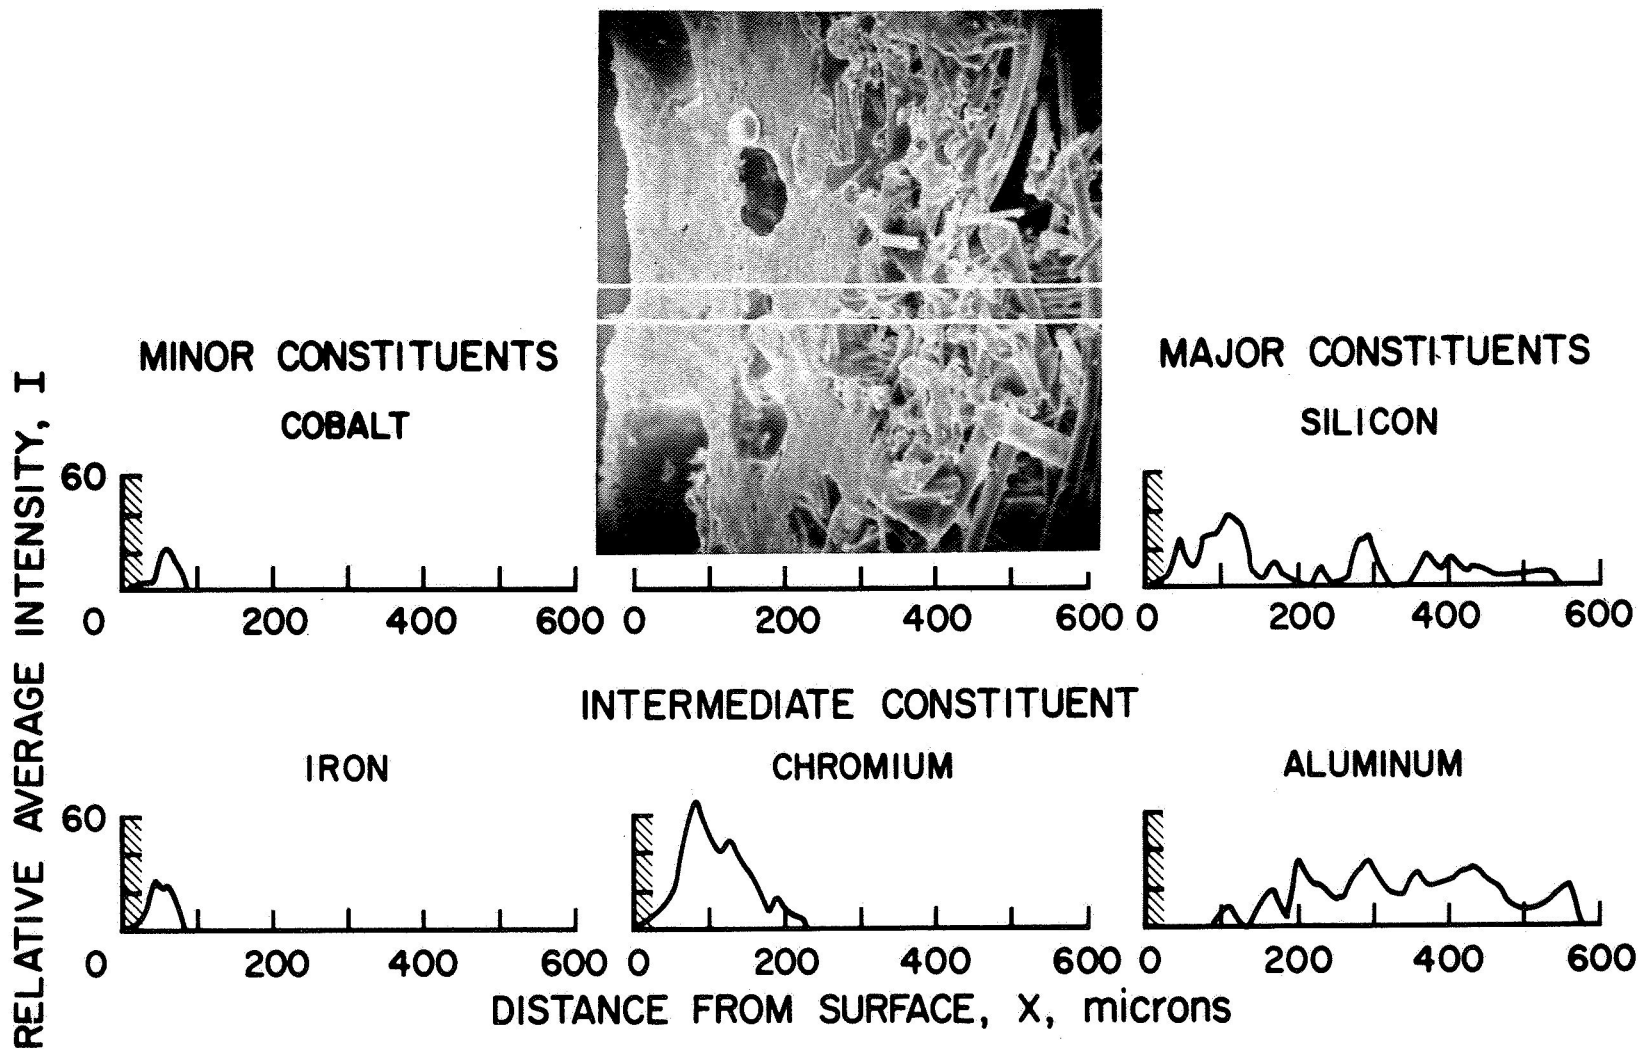 RELATIVE AVERAGE INTENSITY, I
MINOR CONSTITUENTS
COBALT
60
0 200 400 600
0 200 400 600
MAJOR CONSTITUENTS
SILICON
0 200 400 600
INTERMEDIATE CONSTITUENT
IRON
60
0 200 400 600
CHROMIUM
0 200 400 600
ALUMINUM
0 200 400 600
DISTANCE FROM SURFACE, X, microns